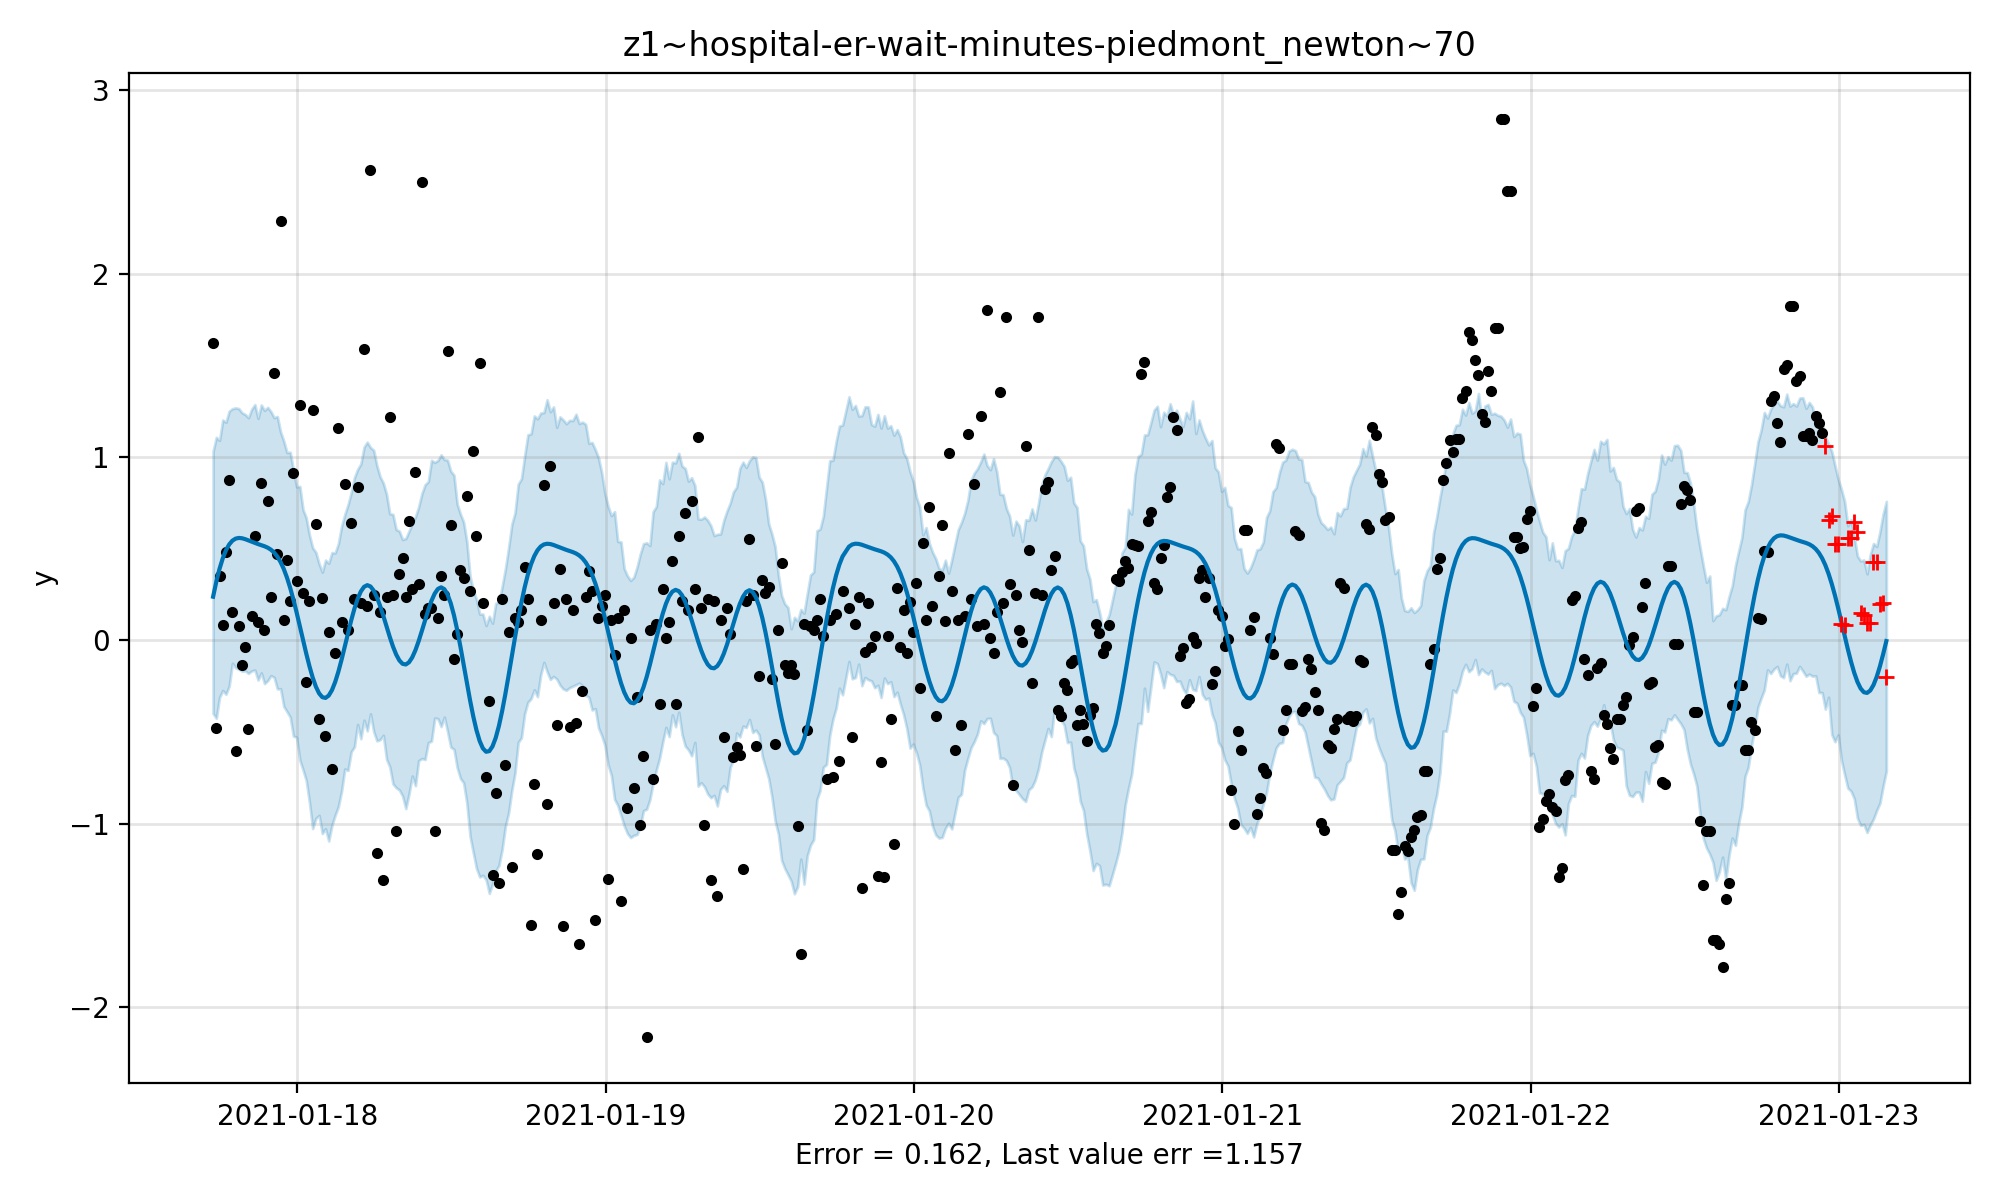 z1~hospital-er-wait-minutes-piedmont_newton~70
3
2
1
0
−1
−2
y
2021-01-18 2021-01-19 2021-01-20 2021-01-21 2021-01-22 2021-01-23
Error = 0.162, Last value err =1.157